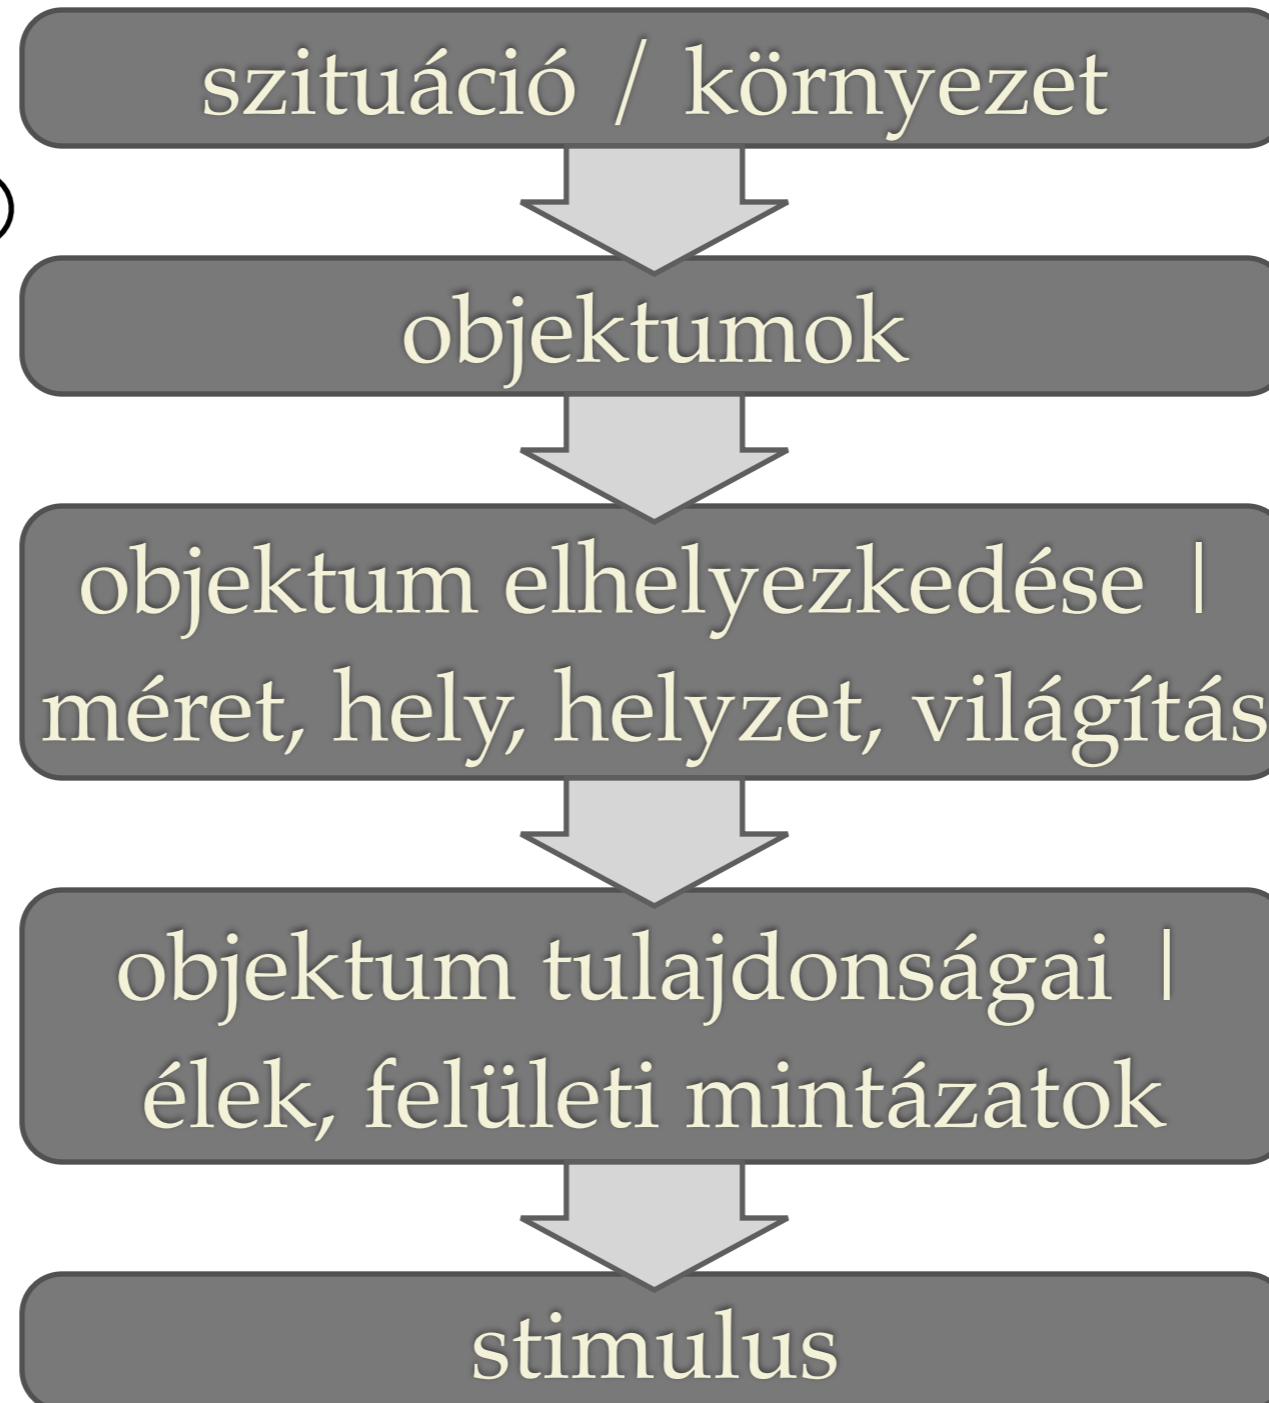 szituáció / környezet
objektumok
objektum elhelyezkedése |
méret, hely, helyzet, világítás
objektum tulajdonságai |
élek, felületi mintázatok
stimulus